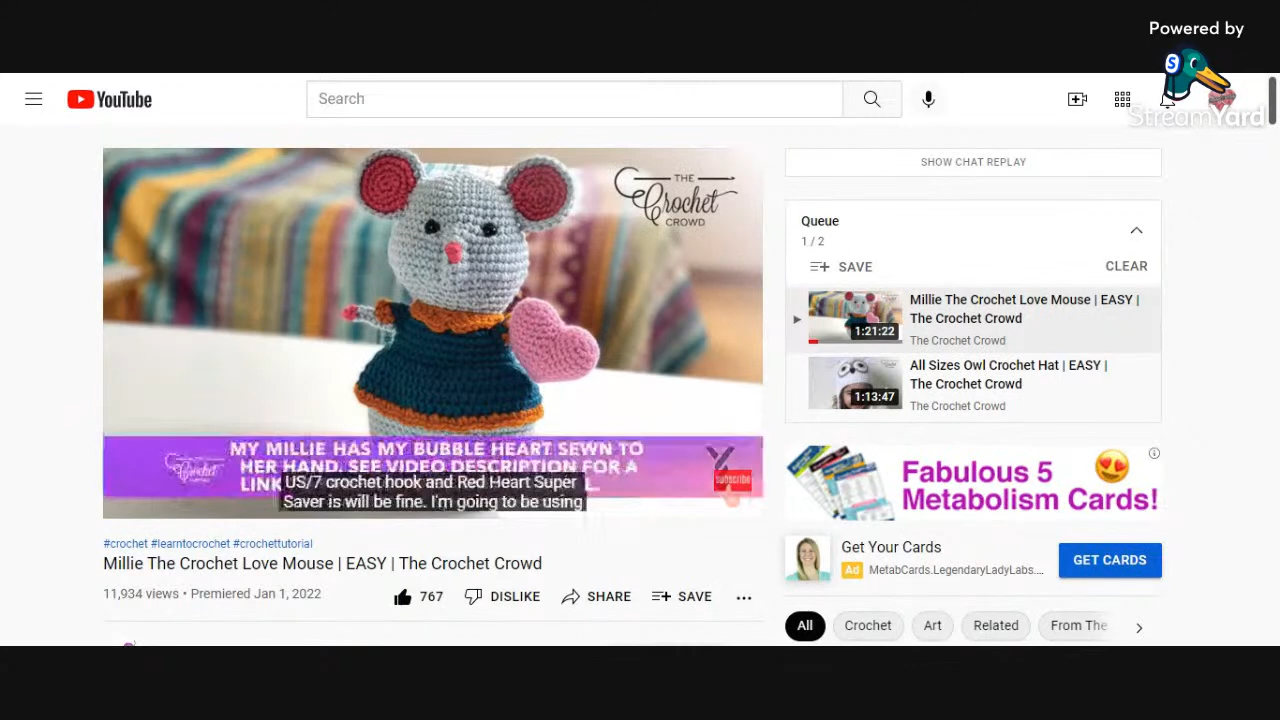 Powered by
StreamYard
YouTube
Search
THE
Crochet
CROWD
MY MILLIE HAS MY BUBBLE HEART SEWN TO
HER HAND. SEE VIDEO DESCRIPTION FOR A
US/7 crochet hook and Red Heart Super
Saver is will be fine. I'm going to be using
Subscribe
#crochet #learntocrochet #crochettutorial
Millie The Crochet Love Mouse | EASY | The Crochet Crowd
11,934 views • Premiered Jan 1, 2022
767
DISLIKE
SHARE
SAVE
SHOW CHAT REPLAY
Queue
1 / 2
SAVE
CLEAR
1:21:22
Millie The Crochet Love Mouse | EASY |
The Crochet Crowd
The Crochet Crowd
1:13:47
All Sizes Owl Crochet Hat | EASY |
The Crochet Crowd
The Crochet Crowd
Fabulous 5
Metabolism Cards!
Get Your Cards
Ad MetabCards.LegendaryLadyLabs....
GET CARDS
All
Crochet
Art
Related
From The